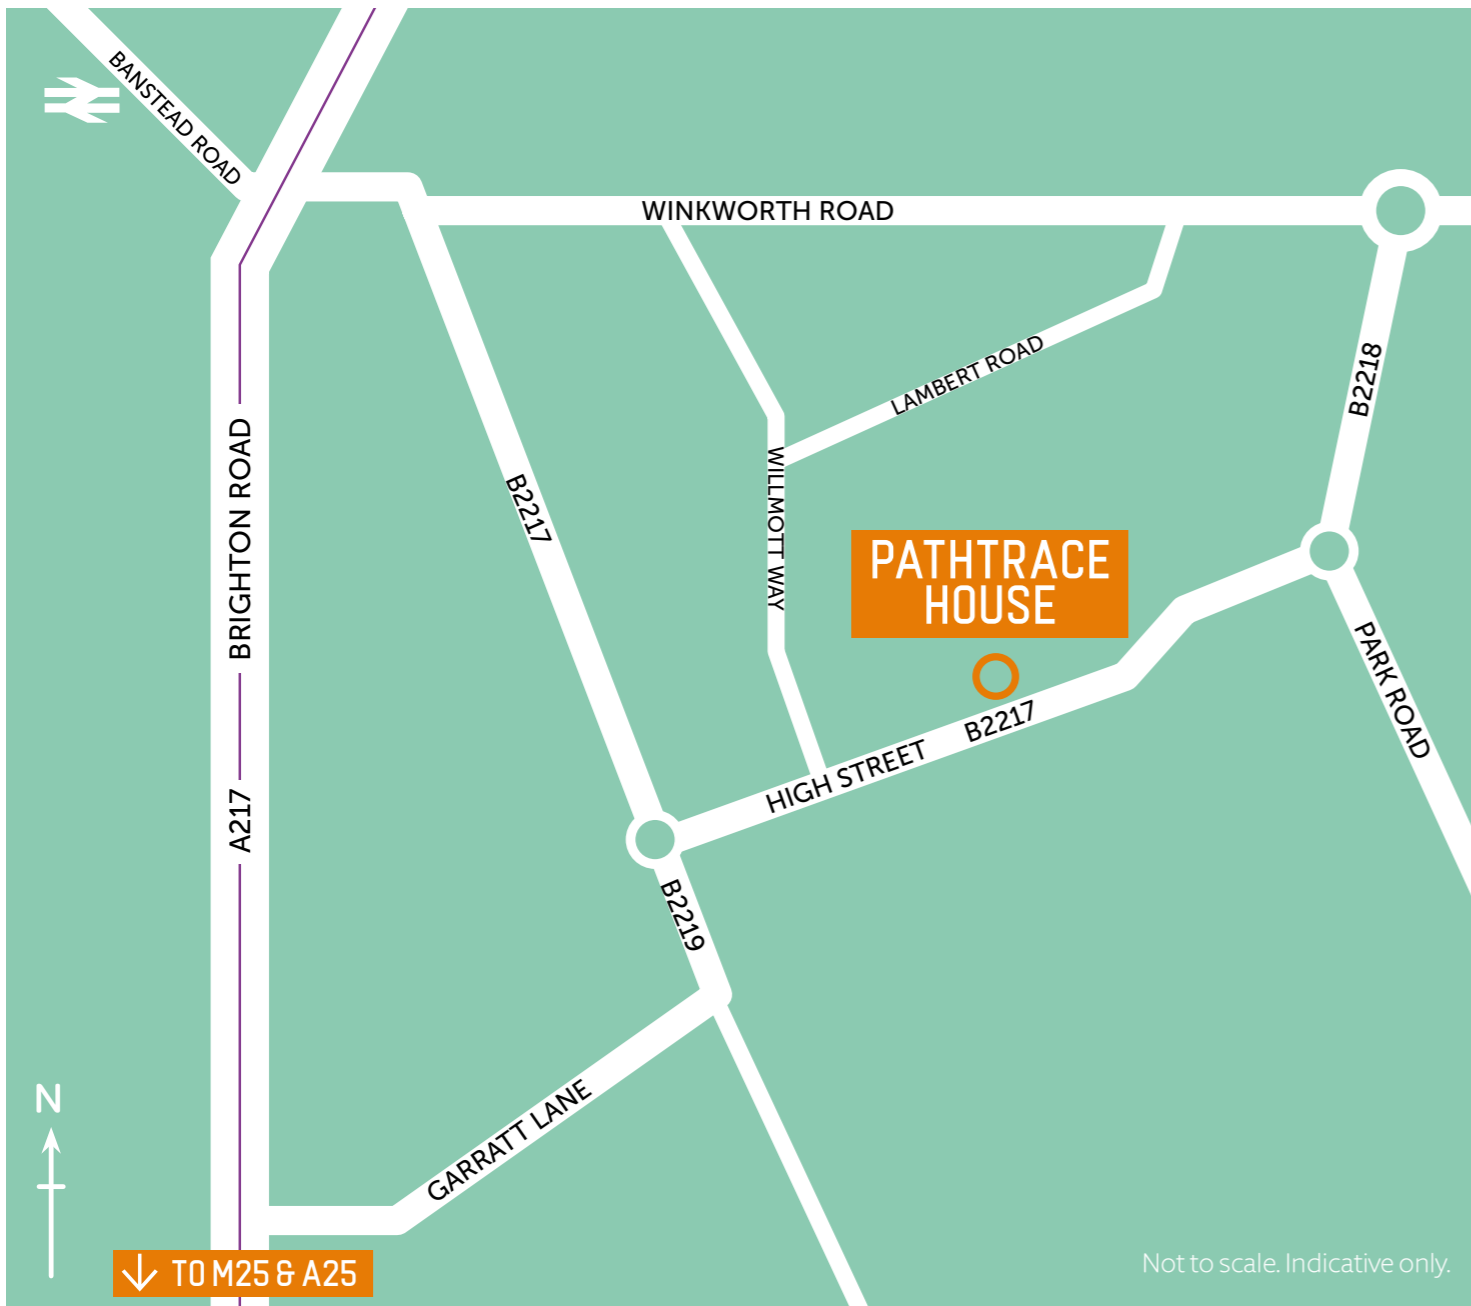 BANSTEAD ROAD
WINKWORTH ROAD
LAMBERT ROAD
B2218
BRIGHTON ROAD
B2217
WILLMOTT WAY
PATHTRACE
HOUSE
PARK ROAD
B2217
HIGH STREET
A217
B2219
GARRATT LANE
N
TO M25 & A25
Not to scale. Indicative only.